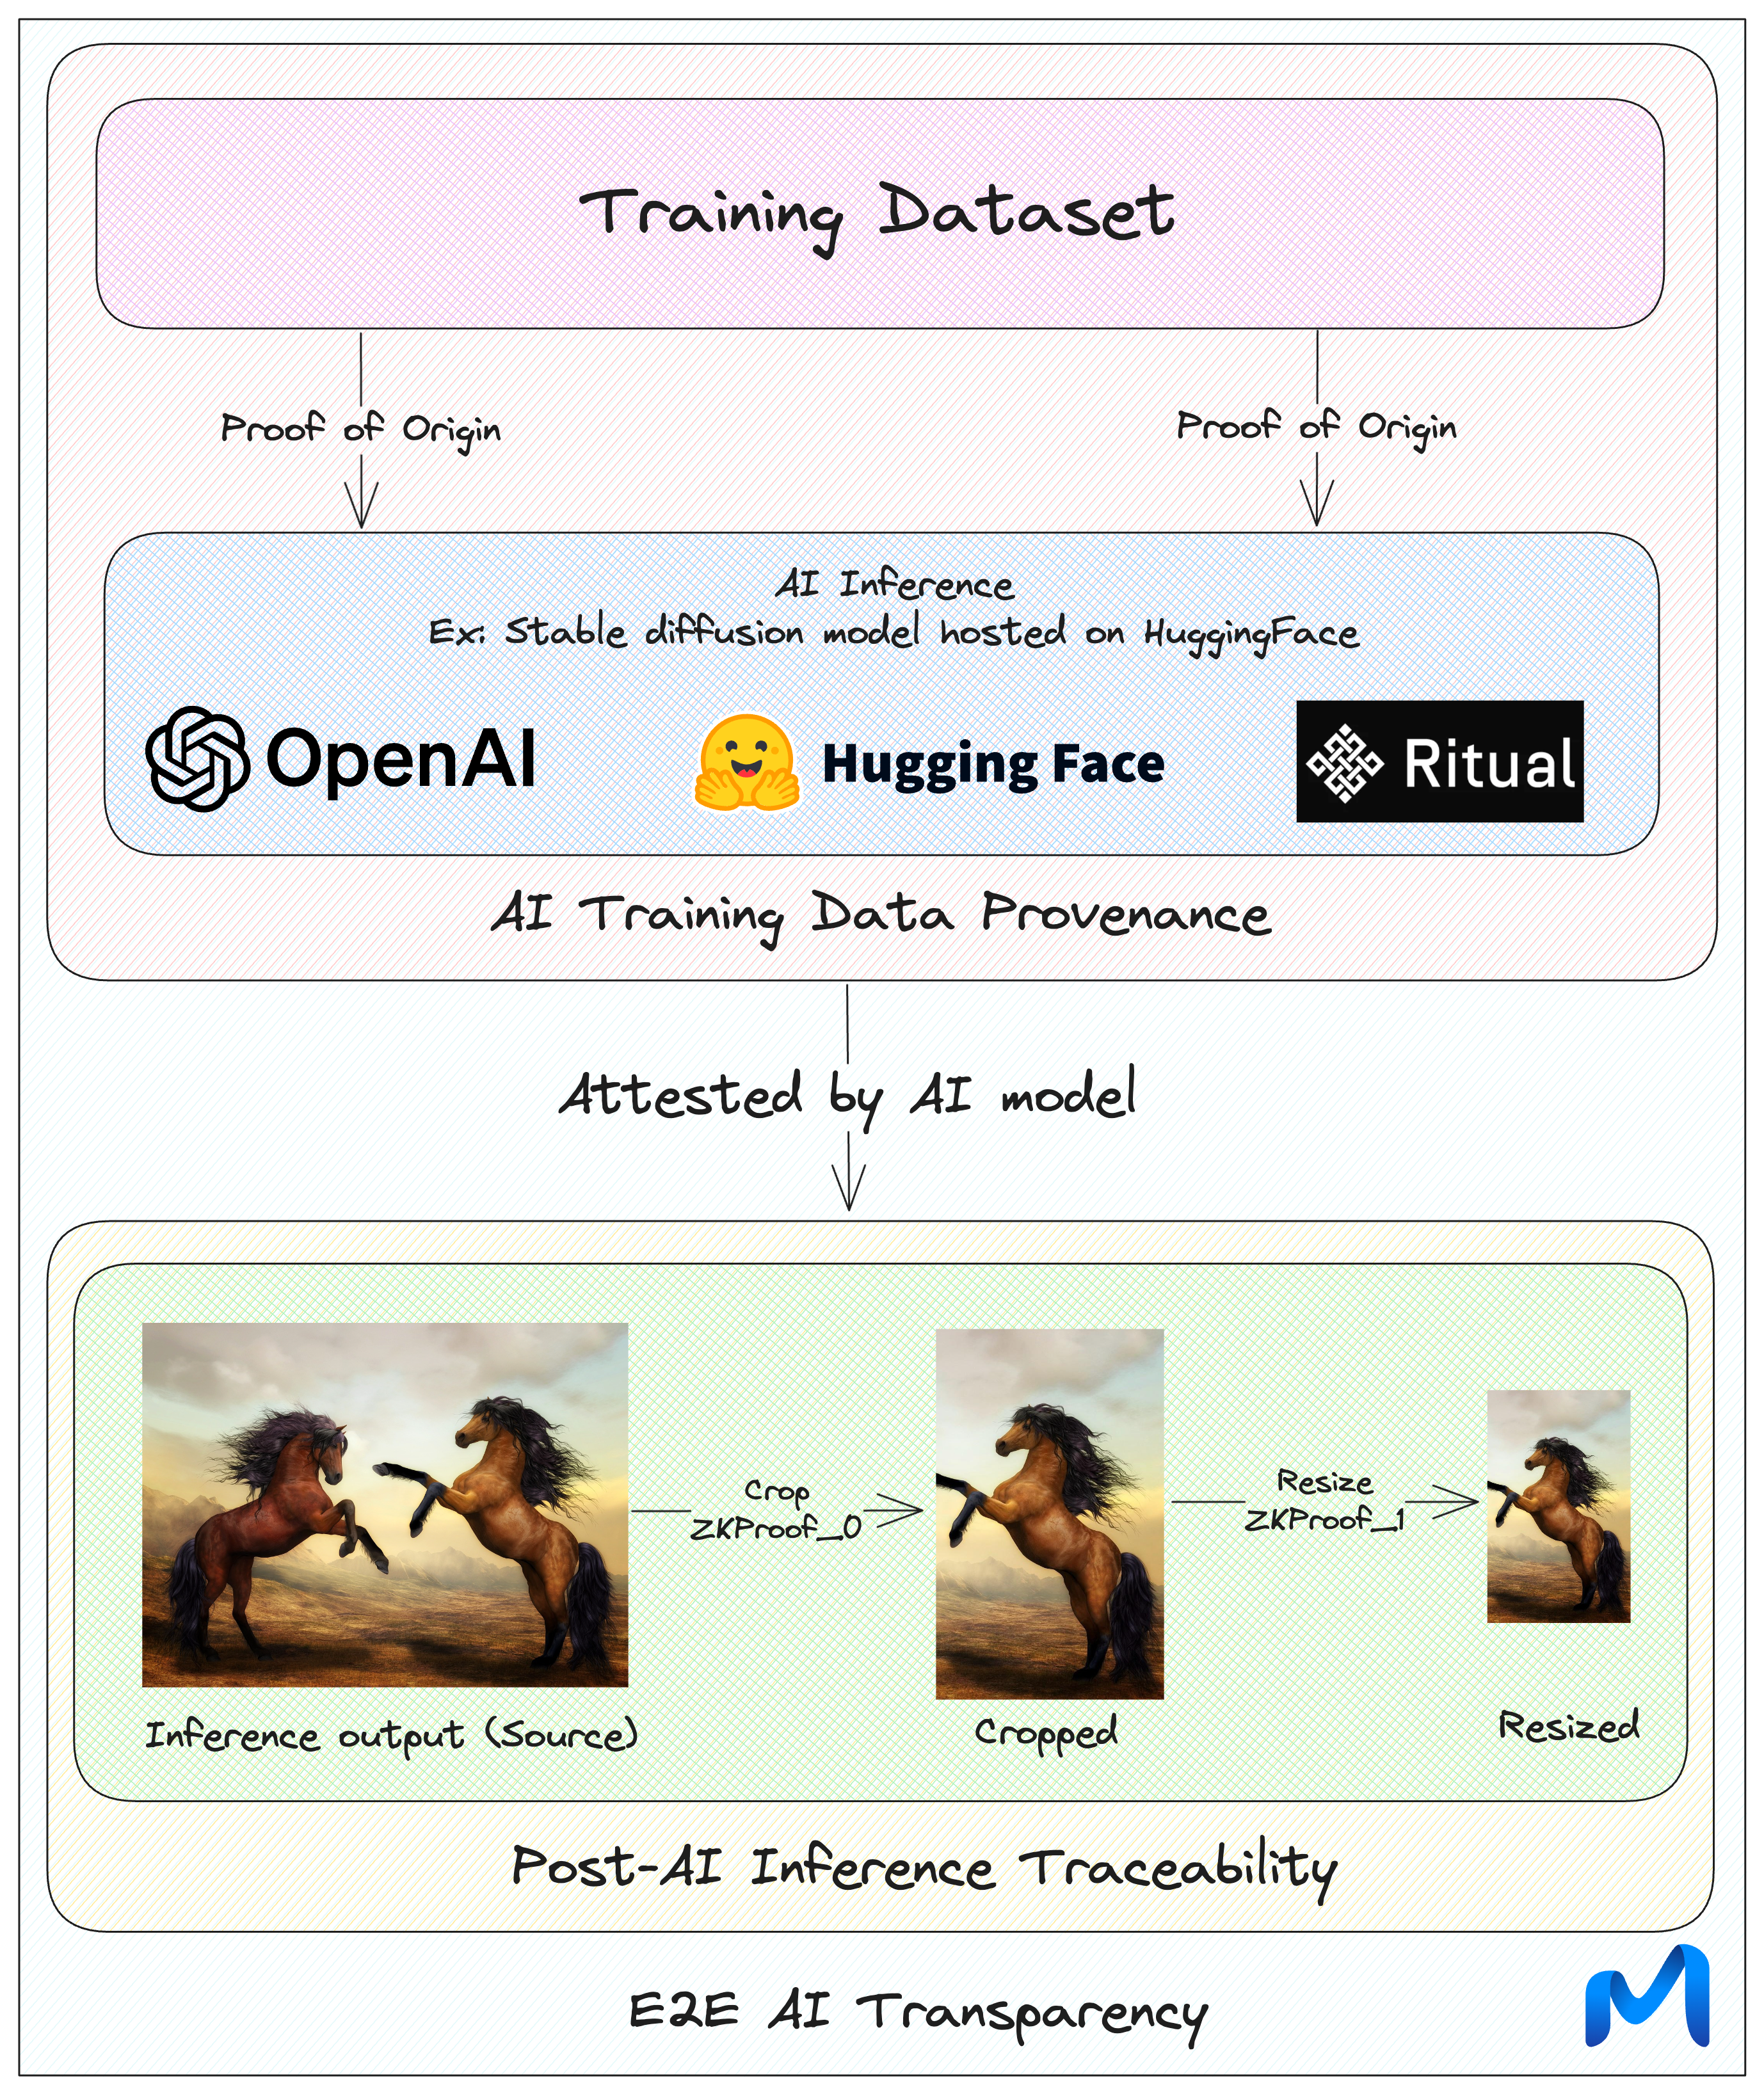 Training Dataset
Proof of Origin
Proof of Origin
AI Inference
Ex: Stable diffusion model hosted on HuggingFace
OpenAI
Hugging Face
Ritual
AI Training Data Provenance
Attested by AI model
Crop
ZKProof_0
Resize
ZKProof_1
Inference output (Source)
Cropped
Resized
Post-AI Inference Traceability
E2E AI Transparency